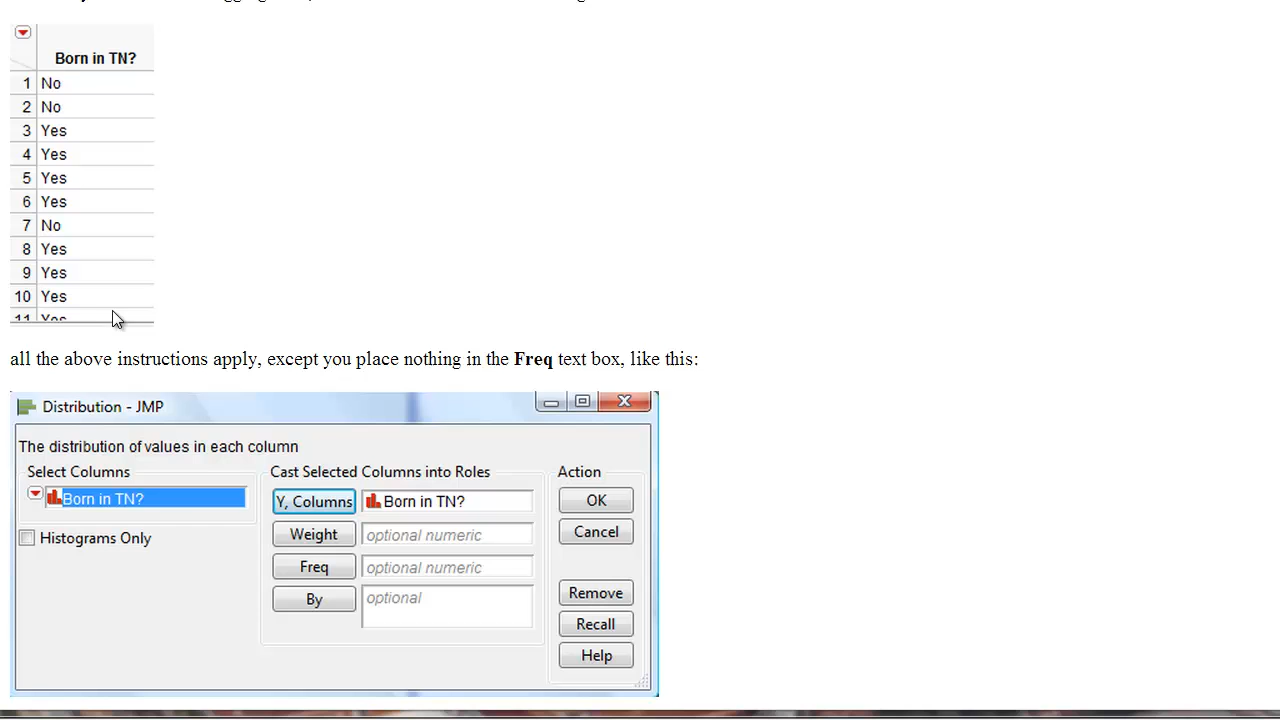 Born in TN?
1 No
2 No
3 Yes
4 Yes
5 Yes
6 Yes
7 No
8 Yes
9 Yes
10 Yes
11 Yes
all the above instructions apply, except you place nothing in the Freq text box, like this:
Distribution - JMP
The distribution of values in each column
Select Columns
Born in TN?
Histograms Only
Cast Selected Columns into Roles
Y, Columns Born in TN?
Weight optional numeric
Freq optional numeric
By optional
Action
OK
Cancel
Remove
Recall
Help